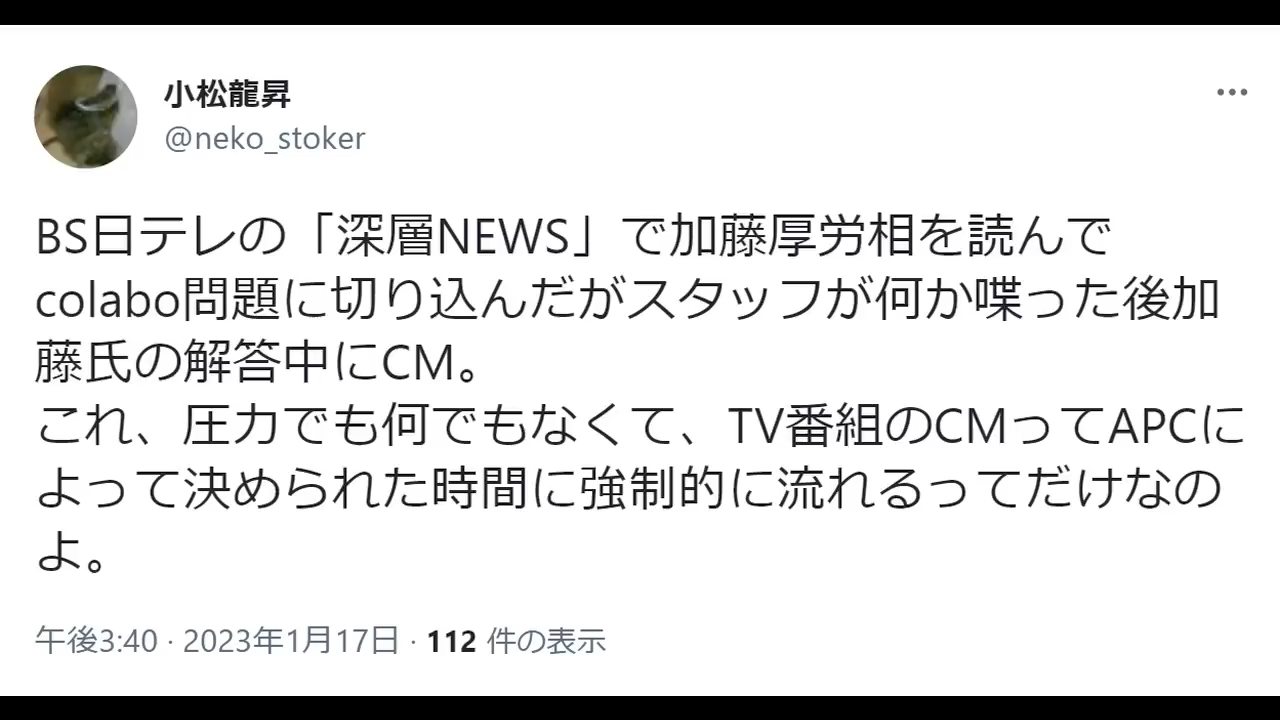 小松龍昇
@neko_stoker
BS日テレの「深層NEWS」で加藤厚労相を読んで
colabo問題に切り込んだがスタッフが何か喋った後加
藤氏の解答中にCM。
これ、圧力でも何でもなくて、TV番組のCMってAPCに
よって決められた時間に強制的に流れるってだけなの
よ。
午後3:40 · 2023年1月17日 · 112 件の表示